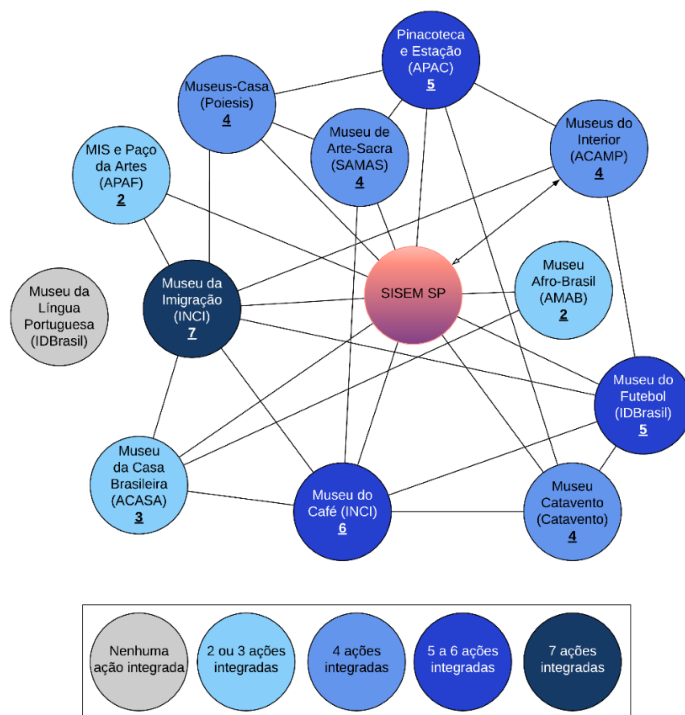 Pinacoteca
e Estação
(APAC)
5
Museus-Casa
(Poiesis)
4
Museu de
Arte-Sacra
(SAMAS)
4
Museus do
Interior
(ACAMP)
4
MIS e Paço
da Artes
(APAF)
2
SISEM SP
Museu
Afro-Brasil
(AMAB)
2
Museu da
Língua
Portuguesa
(IDBrasil)
Museu da
Imigração
(INCI)
7
Museu do
Futebol
(IDBrasil)
5
Museu
da Casa
Brasileira
(ACASA)
3
Museu do
Café (INCI)
6
Museu
Catavento
(Catavento)
4
Nenhuma
ação integrada
2 ou 3 ações
integradas
4 ações
integradas
5 a 6 ações
integradas
7 ações
integradas